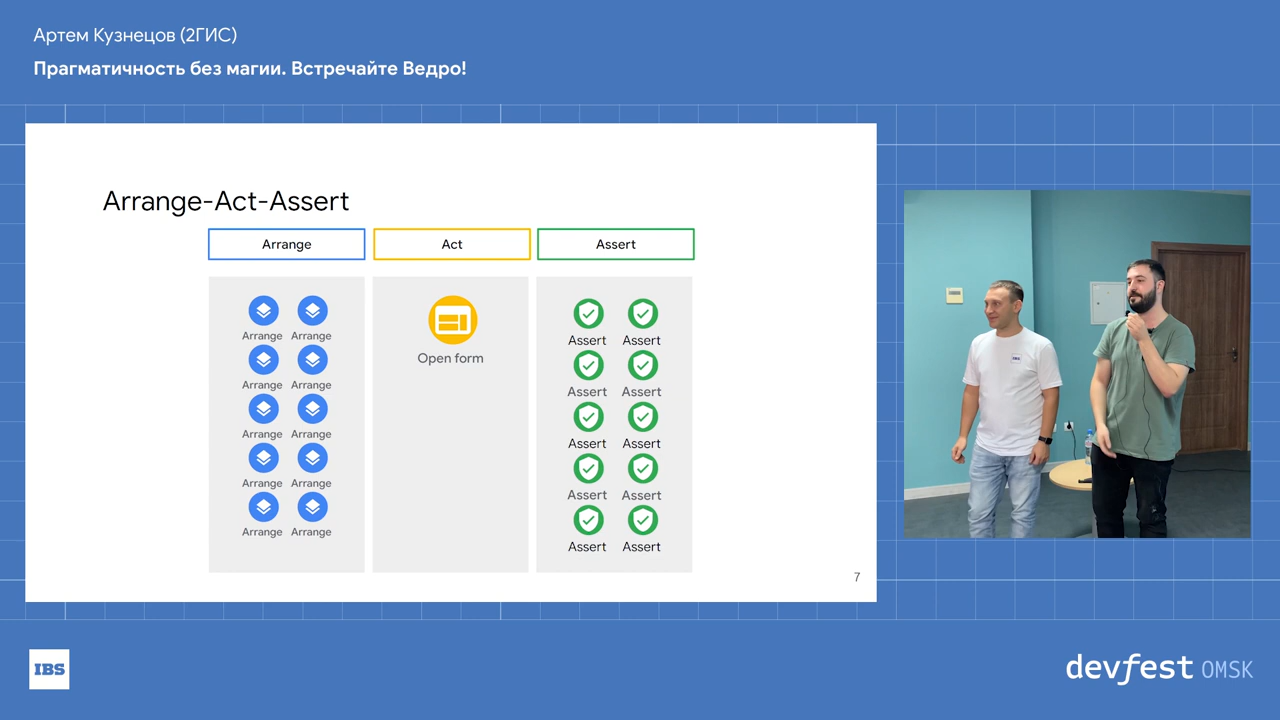 Артем Кузнецов (2ГИС)
Прагматичность без магии. Встречайте Ведро!
Arrange-Act-Assert
Arrange
Act
Assert
Arrange Arrange
Arrange Arrange
Arrange Arrange
Arrange Arrange
Arrange Arrange
Open form
Assert Assert
Assert Assert
Assert Assert
Assert Assert
Assert Assert
7
IBS
IBS
devfest OMSK